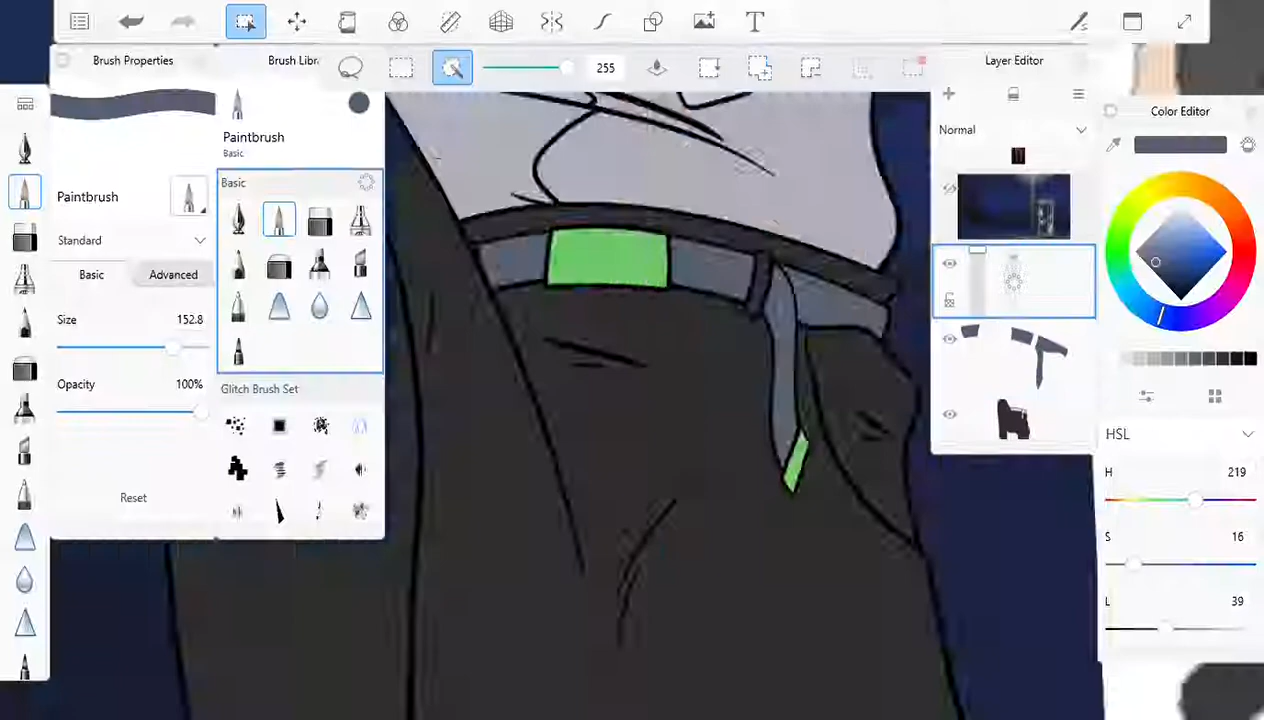 T
Brush Properties
Brush Libr
255
Layer Editor
Paintbrush
Basic
Normal
Color Editor
Basic
Paintbrush
Standard
Basic
Advanced
Size
152.8
Opacity
100%
Glitch Brush Set
Reset
HSL
H
219
S
16
L
39